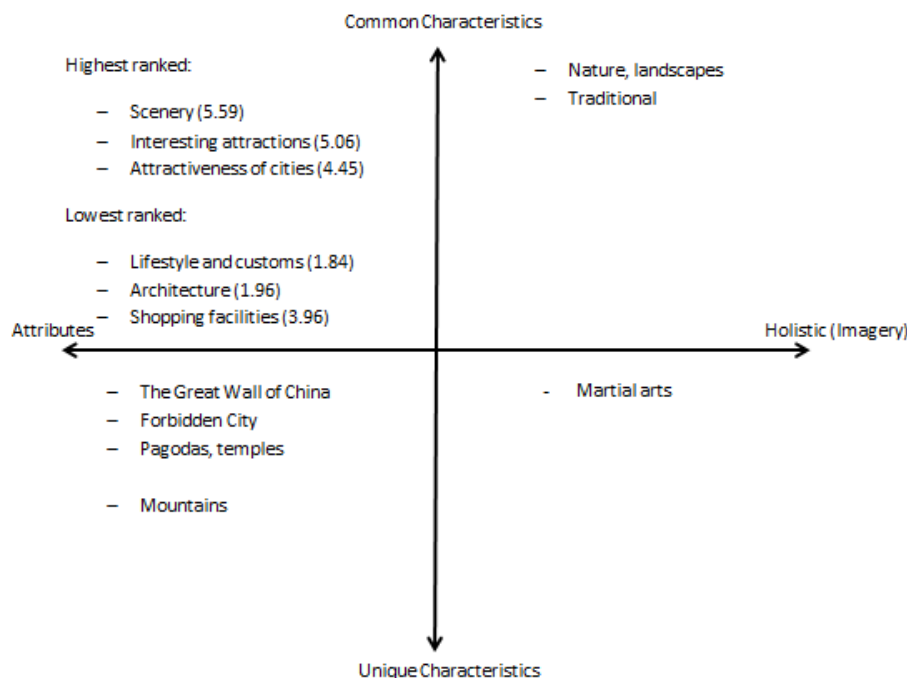 Common Characteristics
Highest ranked:
– Scenery (5.59)
– Interesting attractions (5.06)
– Attractiveness of cities (4.45)
Lowest ranked:
– Lifestyle and customs (1.84)
– Architecture (1.96)
– Shopping facilities (3.96)
– Nature, landscapes
– Traditional
Attributes
Holistic (Imagery)
– The Great Wall of China
– Forbidden City
– Pagodas, temples
– Mountains
- Martial arts
Unique Characteristics